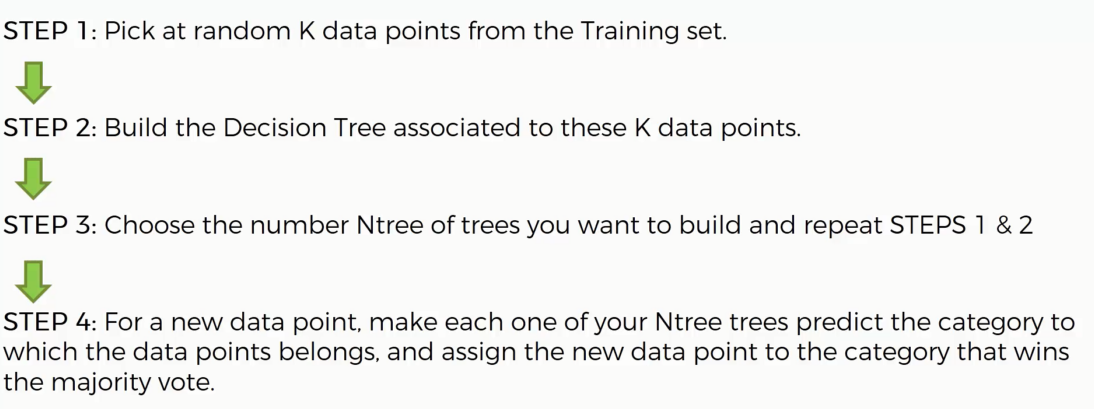 STEP 1: Pick at random K data points from the Training set.
STEP 2: Build the Decision Tree associated to these K data points.
STEP 3: Choose the number Ntree of trees you want to build and repeat STEPS 1 & 2
STEP 4: For a new data point, make each one of your Ntree trees predict the category to
which the data points belongs, and assign the new data point to the category that wins
the majority vote.